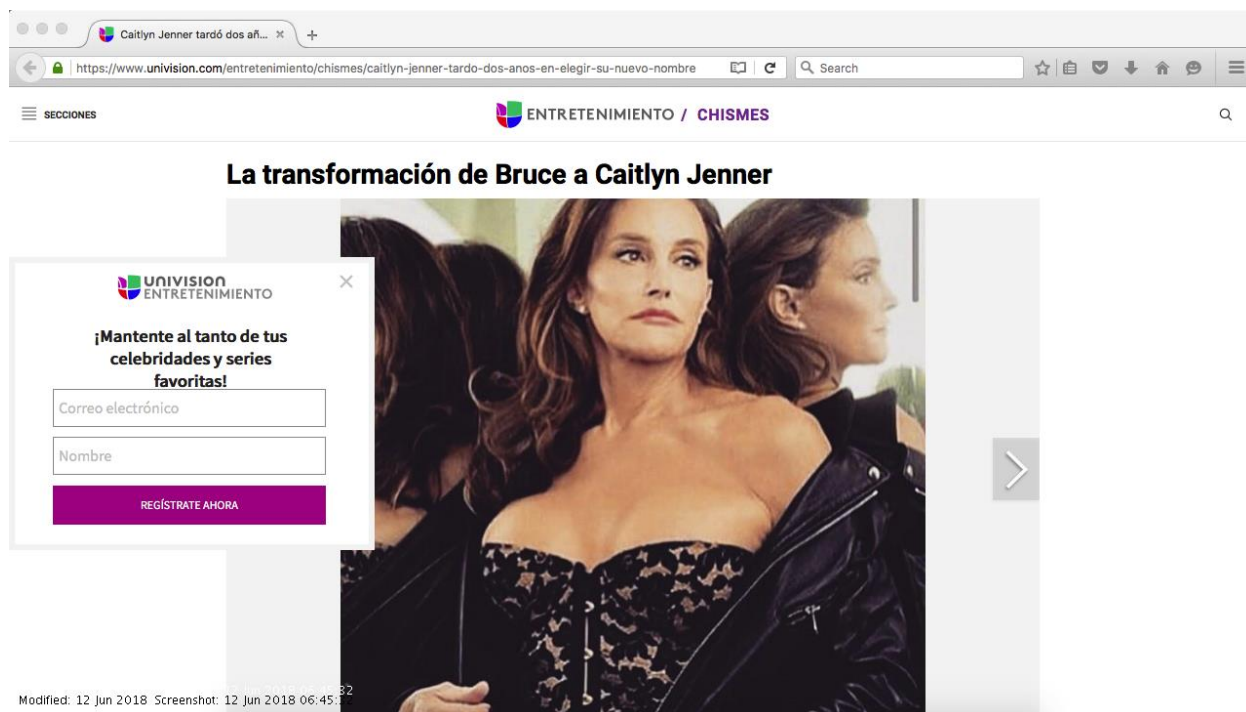 Caitlyn Jenner tardó dos añ...
https://www.univision.com/entretenimiento/chismes/caitlyn-jenner-tardo-dos-anos-en-elegir-su-nuevo-nombre
Search
SECCIONES
ENTRETENIMIENTO / CHISMES
La transformación de Bruce a Caitlyn Jenner
UNIVISION
ENTRETENIMIENTO
¡Mantente al tanto de tus
celebridades y series
favoritas!
Correo electrónico
Nombre
REGÍSTRATE AHORA
Modified: 12 Jun 2018 Screenshot: 12 Jun 2018 06:45: